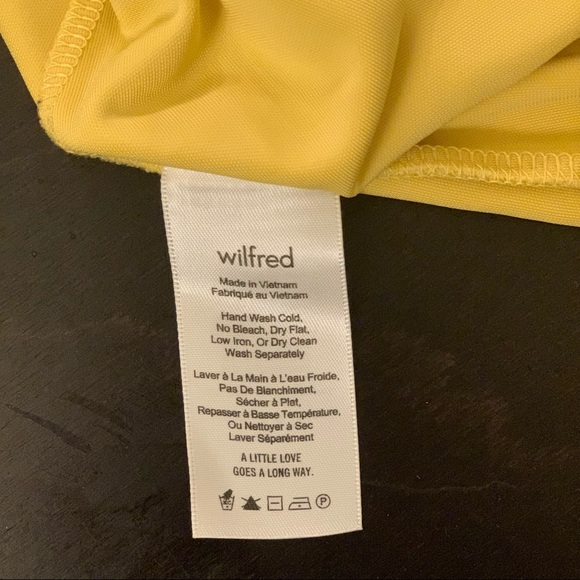 wilfred
Made in Vietnam
Fabriqué au Vietnam
Hand Wash Cold,
No Bleach, Dry Flat,
Low Iron, Or Dry Clean
Wash Separately
Laver à La Main à L'eau Froide,
Pas De Blanchiment,
Sécher à Plat,
Repasser à Basse Température,
Ou Nettoyer à Sec
Laver Séparément
A LITTLE LOVE
GOES A LONG WAY.
P